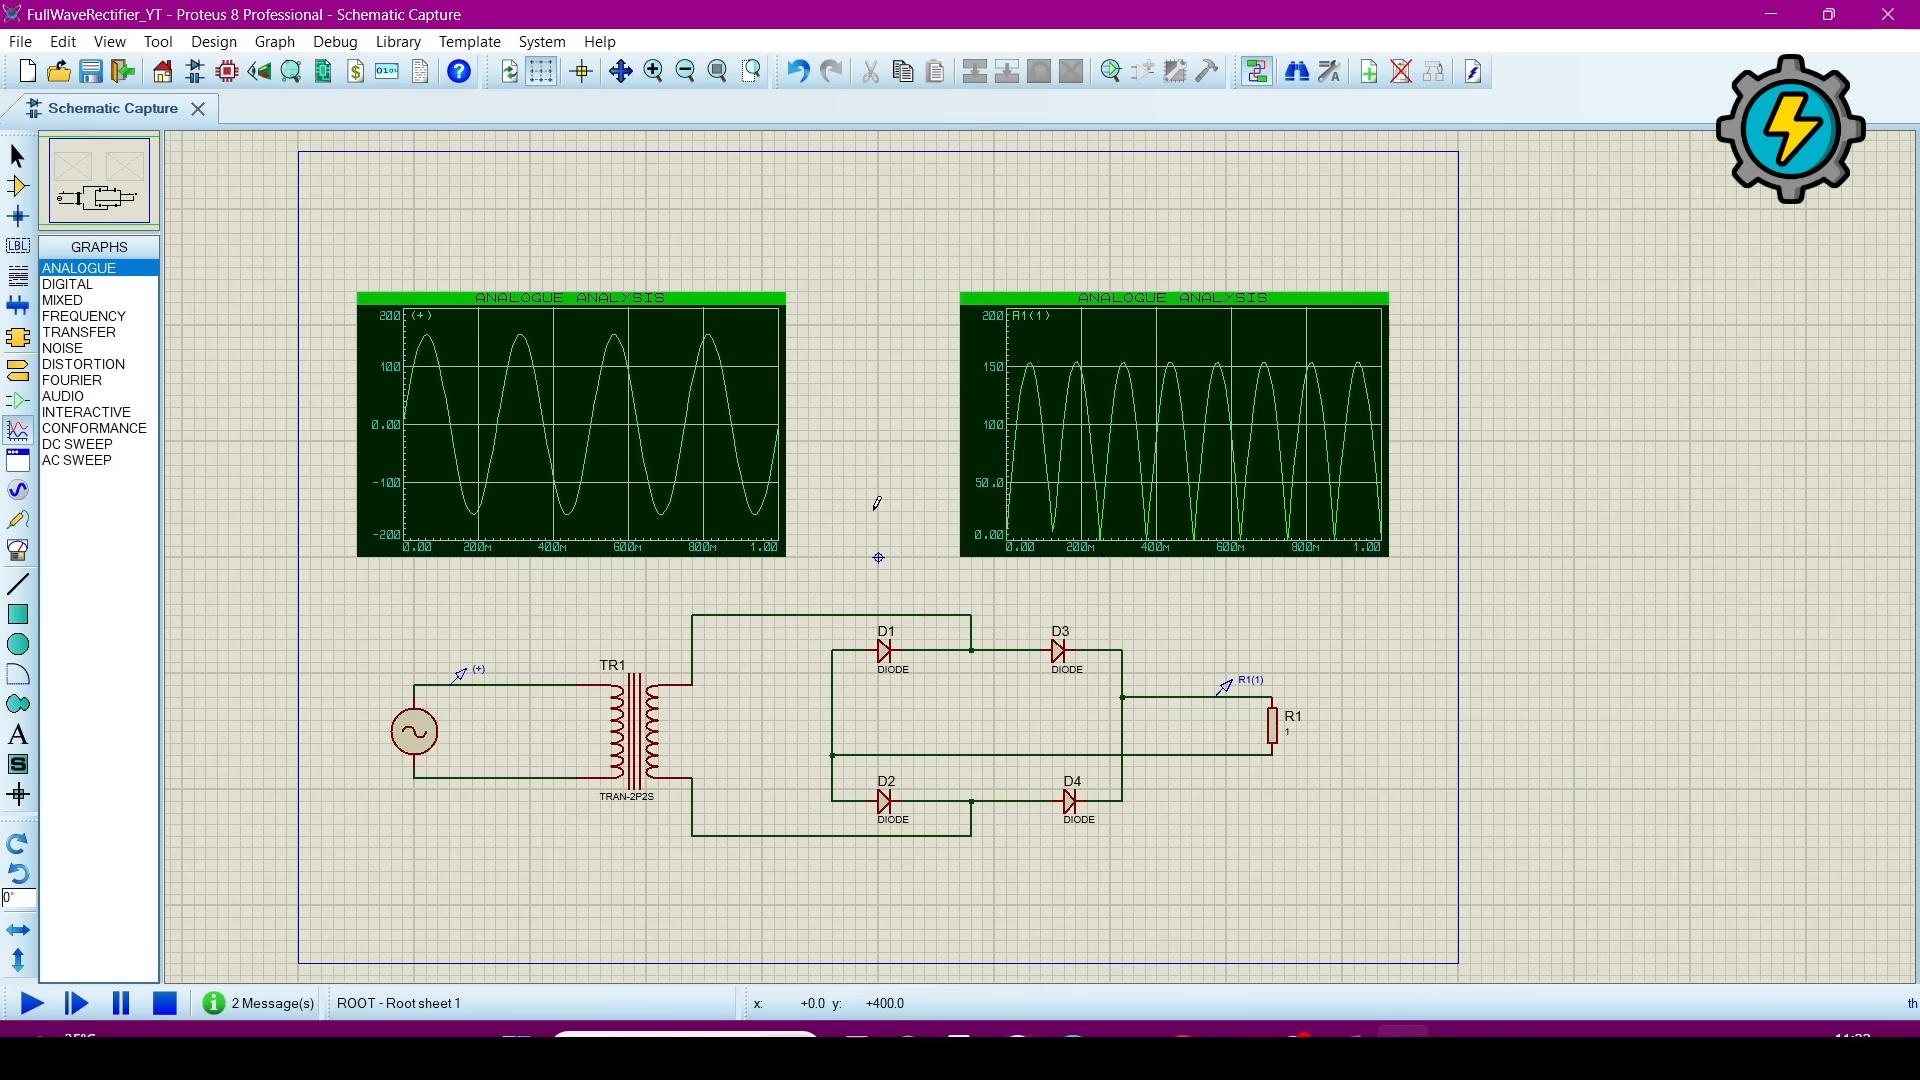 FullWaveRectifier_YT - Proteus 8 Professional - Schematic Capture
File Edit View Tool Design Graph Debug Library Template System Help
Schematic Capture
GRAPHS
ANALOGUE
DIGITAL
MIXED
FREQUENCY
TRANSFER
NOISE
DISTORTION
FOURIER
AUDIO
INTERACTIVE
CONFORMANCE
DC SWEEP
AC SWEEP
LBL
A
S
0°
ANALOGUE ANALYSIS
200 (+)
100
0.00
-100
-200
0.00 200m 400m 600m 800m 1.00
ANALOGUE ANALYSIS
200 R1(1)
150
100
50.0
0.00
0.00 200m 400m 600m 800m 1.00
(+)
TR1
TRAN-2P2S
D1
DIODE
D3
DIODE
D2
DIODE
D4
DIODE
R1(1)
R1
1
2 Message(s) ROOT - Root sheet 1 x: +0.0 y: +400.0 th